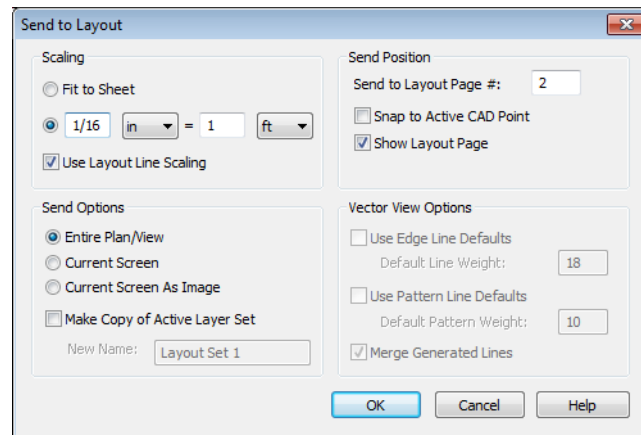 Send to Layout
Scaling
Fit to Sheet
1/16 in = 1 ft
Use Layout Line Scaling
Send Position
Send to Layout Page #: 2
Snap to Active CAD Point
Show Layout Page
Send Options
Entire Plan/View
Current Screen
Current Screen As Image
Make Copy of Active Layer Set
New Name: Layout Set 1
Vector View Options
Use Edge Line Defaults
Default Line Weight: 18
Use Pattern Line Defaults
Default Pattern Weight: 10
Merge Generated Lines
OK Cancel Help